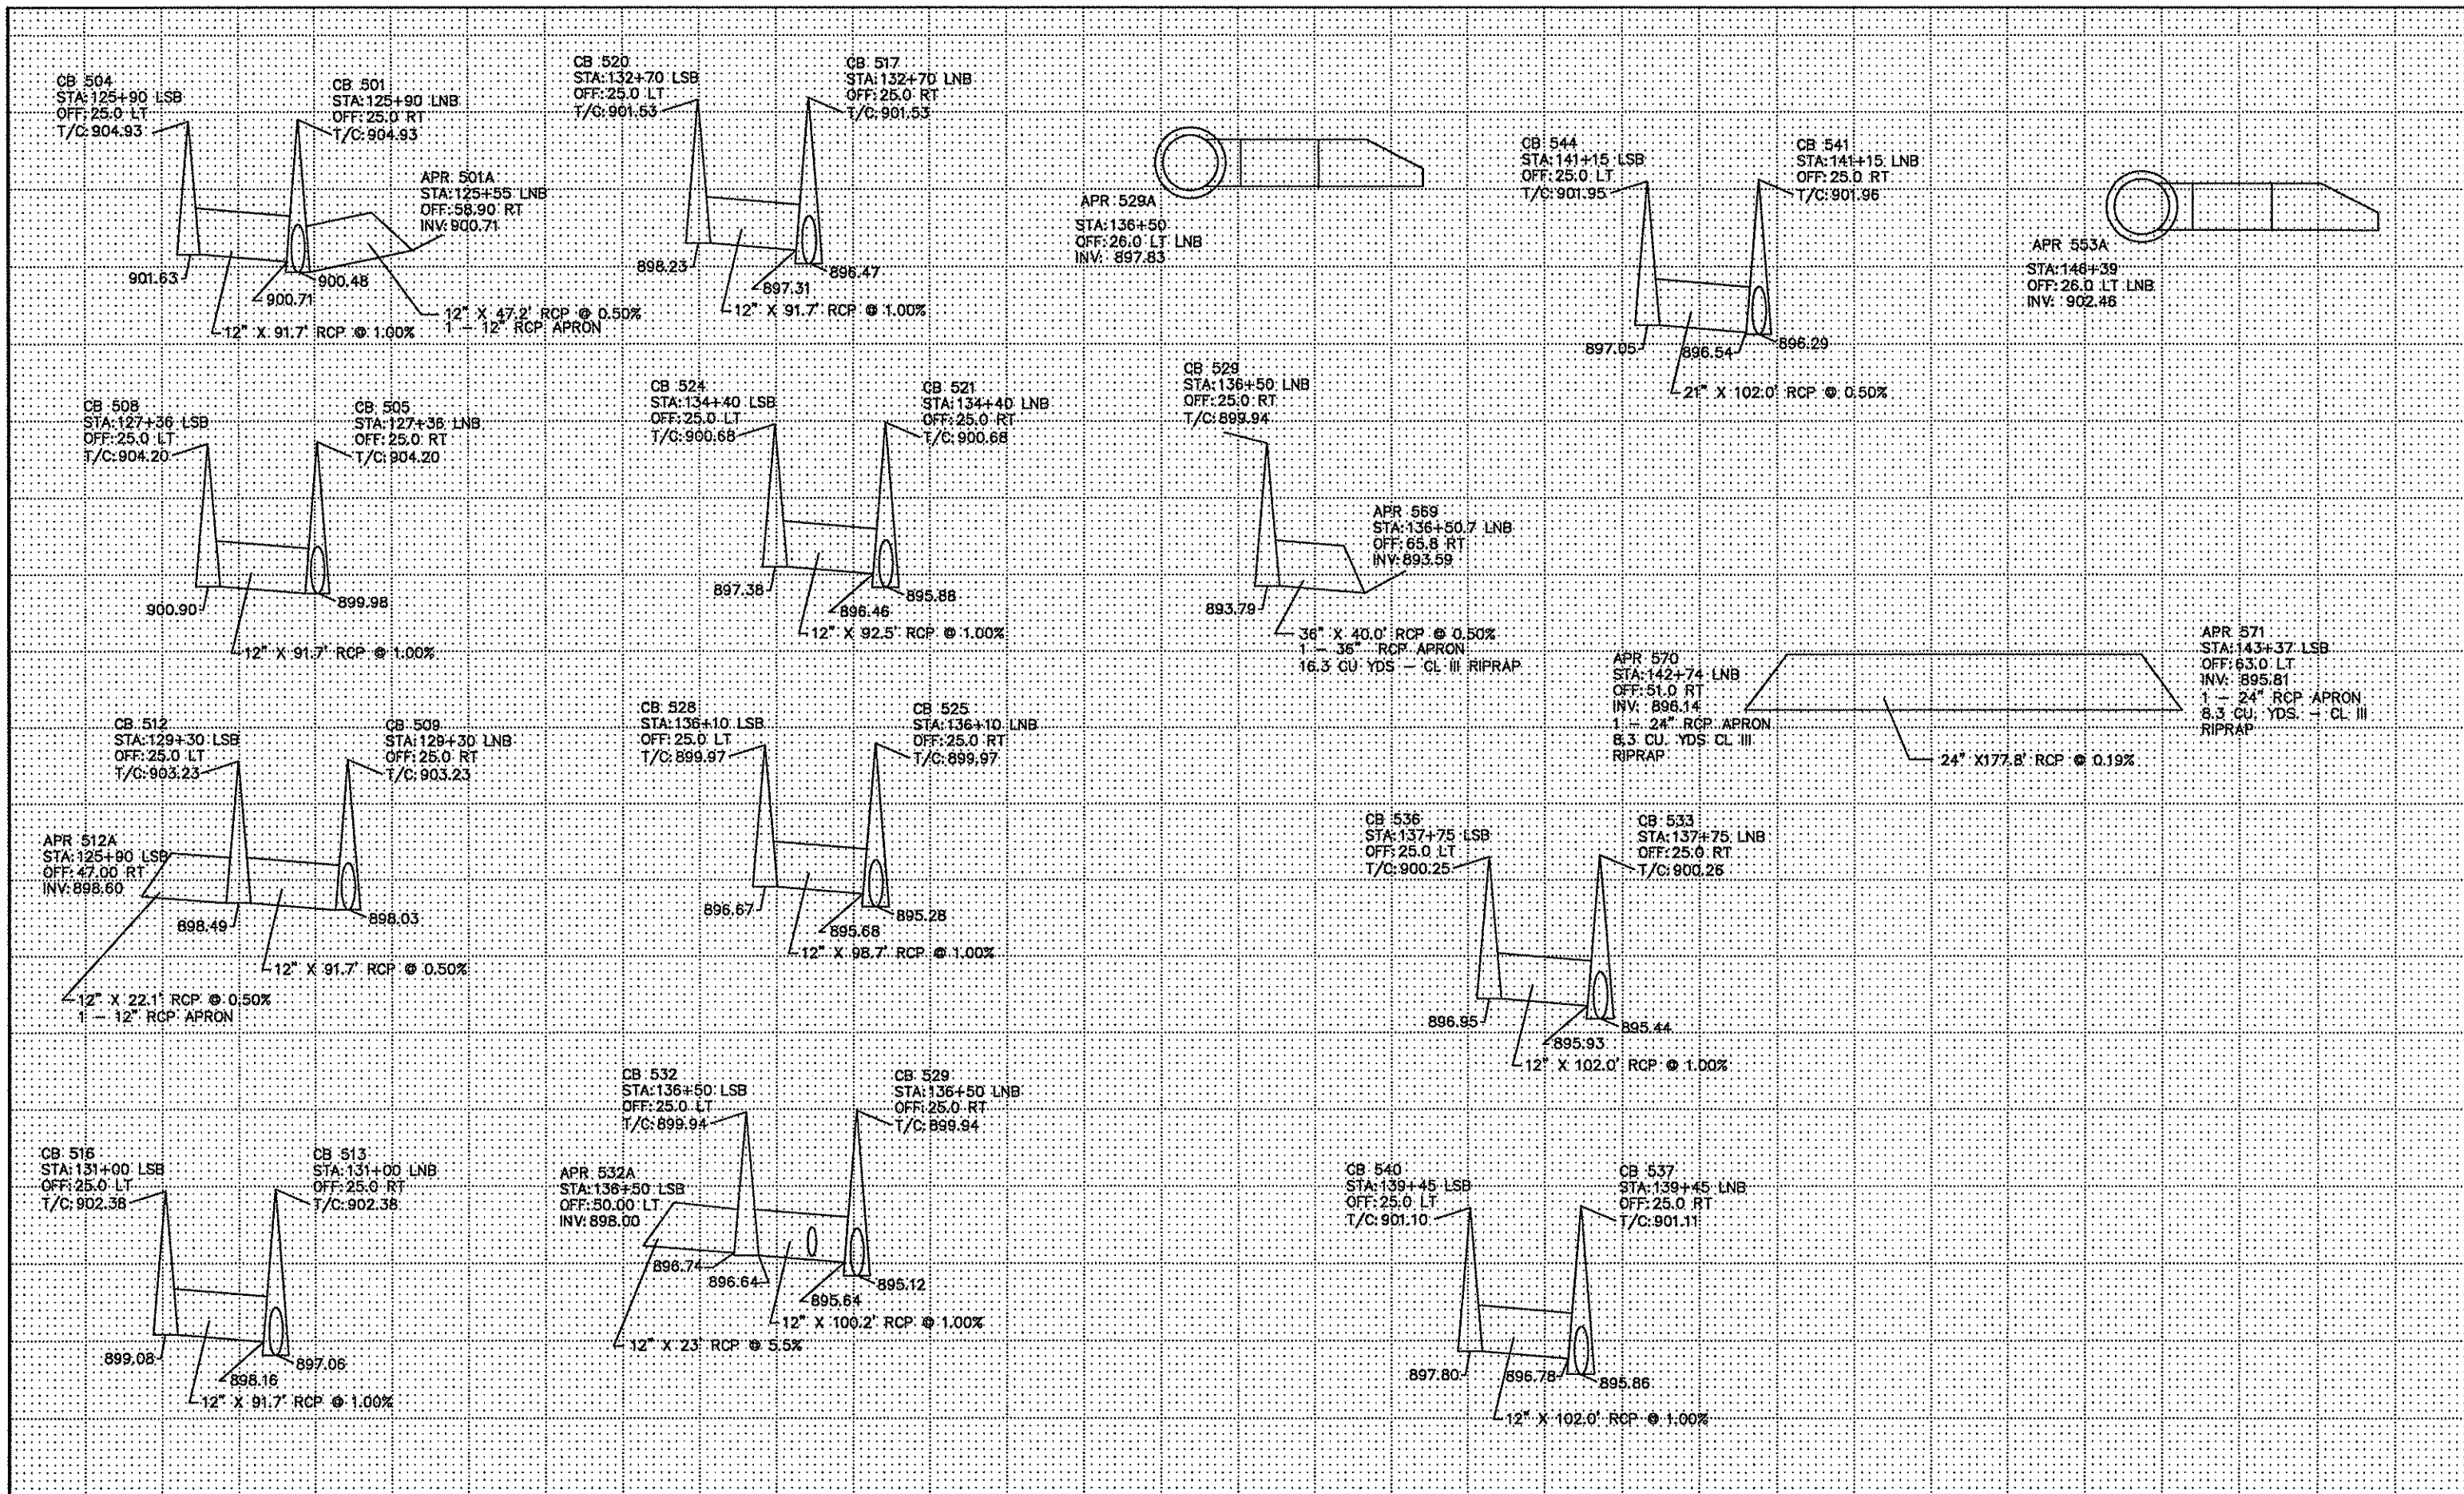 CB 504
STA:125+90 LSB
OFF:25.0 LT
T/C:904.93
CB 501
STA:125+90 LNB
OFF:25.0 RT
T/C:904.93
APR 501A
STA:125+55 LNB
OFF:58.90 RT
INV:900.71
901.63
900.71
900.48
12" X 47.2' RCP @ 0.50%
1 - 12" RCP APRON
12" X 91.7' RCP @ 1.00%
CB 520
STA:132+70 LSB
OFF:25.0 LT
T/C:901.53
CB 517
STA:132+70 LNB
OFF:25.0 RT
T/C:901.53
898.23
897.31
896.47
12" X 91.7' RCP @ 1.00%
APR 529A
STA:136+50
OFF:26.0 LT LNB
INV: 897.83
CB 544
STA:141+15 LSB
OFF:25.0 LT
T/C:901.95
CB 541
STA:141+15 LNB
OFF:25.0 RT
T/C:901.96
897.05
896.54
896.29
21" X 102.0' RCP @ 0.50%
APR 553A
STA:146+39
OFF:26.0 LT LNB
INV: 902.46
CB 508
STA:127+36 LSB
OFF:25.0 LT
T/C:904.20
CB 505
STA:127+36 LNB
OFF:25.0 RT
T/C:904.20
900.90
899.98
12" X 91.7' RCP @ 1.00%
CB 524
STA:134+40 LSB
OFF:25.0 LT
T/C:900.68
CB 521
STA:134+40 LNB
OFF:25.0 RT
T/C:900.68
897.38
896.46
895.88
12" X 92.5' RCP @ 1.00%
CB 529
STA:136+50 LNB
OFF:25.0 RT
T/C:899.94
APR 569
STA:136+50.7 LNB
OFF:65.8 RT
INV:893.59
893.79
36" X 40.0' RCP @ 0.50%
1 - 36" RCP APRON
16.3 CU YDS - CL III RIPRAP
APR 570
STA:142+74 LNB
OFF:51.0 RT
INV: 896.14
1 - 24" RCP APRON
8.3 CU. YDS CL III
RIPRAP
APR 571
STA:143+37 LSB
OFF:63.0 LT
INV: 895.81
1 - 24" RCP APRON
8.3 CU. YDS. - CL III
RIPRAP
24" X177.8' RCP @ 0.19%
CB 512
STA:129+30 LSB
OFF:25.0 LT
T/C:903.23
CB 509
STA:129+30 LNB
OFF:25.0 RT
T/C:903.23
APR 512A
STA:125+90 LSB
OFF:47.00 RT
INV:898.60
898.49
898.03
12" X 91.7' RCP @ 0.50%
12" X 22.1' RCP @ 0.50%
1 - 12" RCP APRON
CB 528
STA:136+10 LSB
OFF:25.0 LT
T/C:899.97
CB 525
STA:136+10 LNB
OFF:25.0 RT
T/C:899.97
896.67
895.68
895.28
12" X 98.7' RCP @ 1.00%
CB 536
STA:137+75 LSB
OFF:25.0 LT
T/C:900.25
CB 533
STA:137+75 LNB
OFF:25.0 RT
T/C:900.26
896.95
895.93
895.44
12" X 102.0' RCP @ 1.00%
CB 516
STA:131+00 LSB
OFF:25.0 LT
T/C:902.38
CB 513
STA:131+00 LNB
OFF:25.0 RT
T/C:902.38
899.08
898.16
897.06
12" X 91.7' RCP @ 1.00%
CB 532
STA:136+50 LSB
OFF:25.0 LT
T/C:899.94
CB 529
STA:136+50 LNB
OFF:25.0 RT
T/C:899.94
APR 532A
STA:136+50 LSB
OFF:50.00 LT
INV:898.00
896.74
896.64
895.64
895.12
12" X 100.2' RCP @ 1.00%
12" X 23' RCP @ 5.5%
CB 540
STA:139+45 LSB
OFF:25.0 LT
T/C:901.10
CB 537
STA:139+45 LNB
OFF:25.0 RT
T/C:901.11
897.80
896.78
895.86
12" X 102.0' RCP @ 1.00%